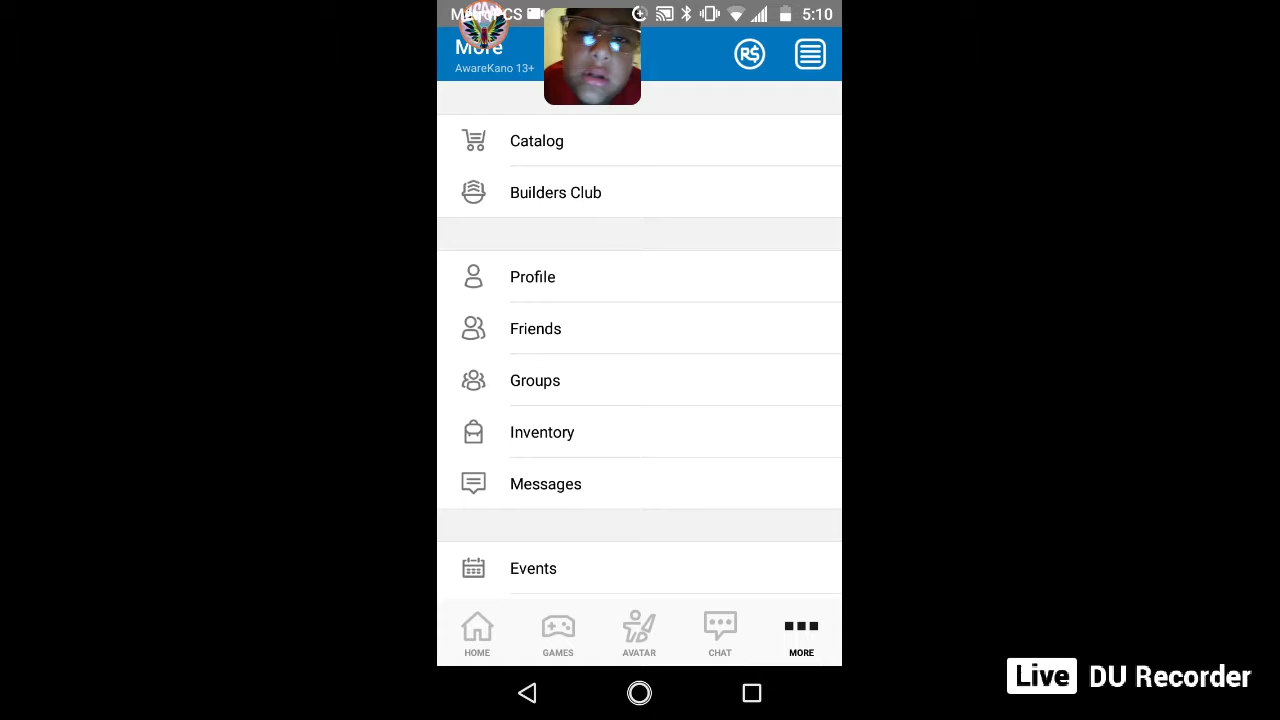 5:10
More
AwareKano 13+
R$
Catalog
Builders Club
Profile
Friends
Groups
Inventory
Messages
Events
HOME GAMES AVATAR CHAT MORE
Live DU Recorder